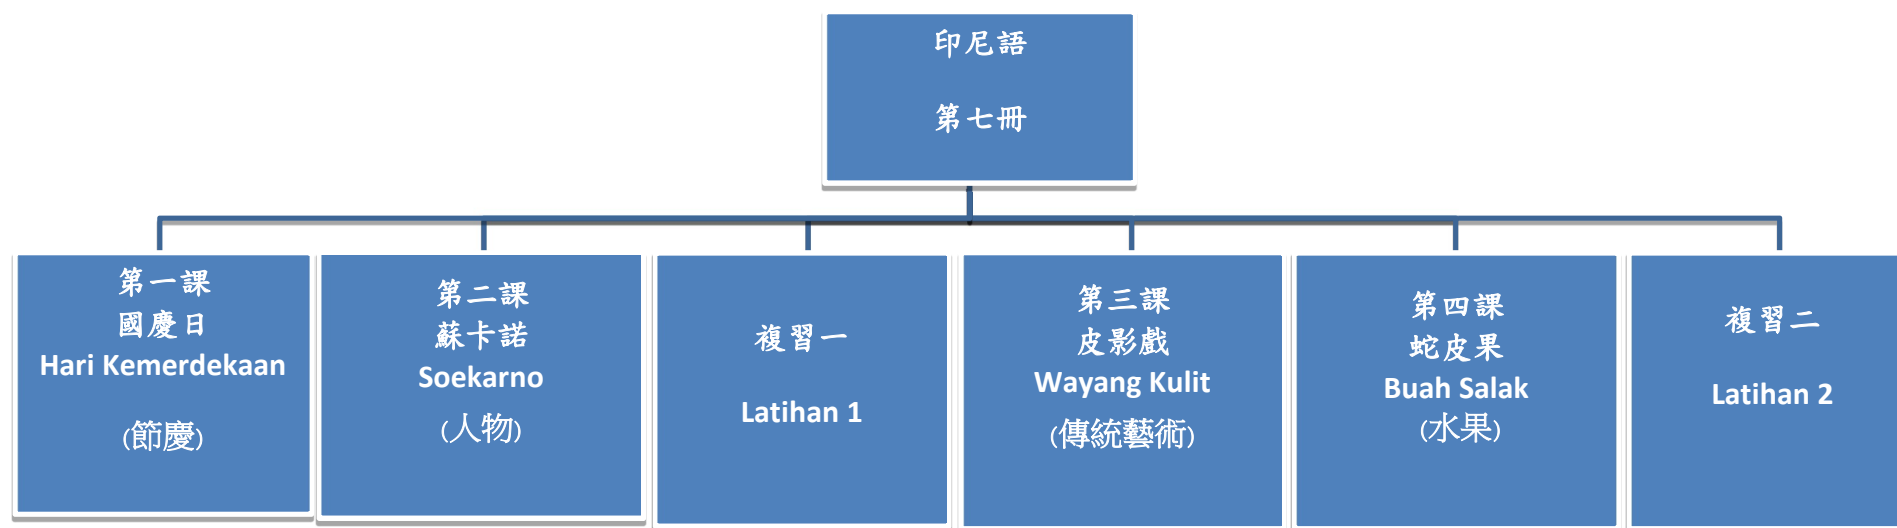 印尼語
第七冊
第一課
國慶日
Hari Kemerdekaan
(節慶)
第二課
蘇卡諾
Soekarno
(人物)
複習一
Latihan 1
第三課
皮影戲
Wayang Kulit
(傳統藝術)
第四課
蛇皮果
Buah Salak
(水果)
複習二
Latihan 2